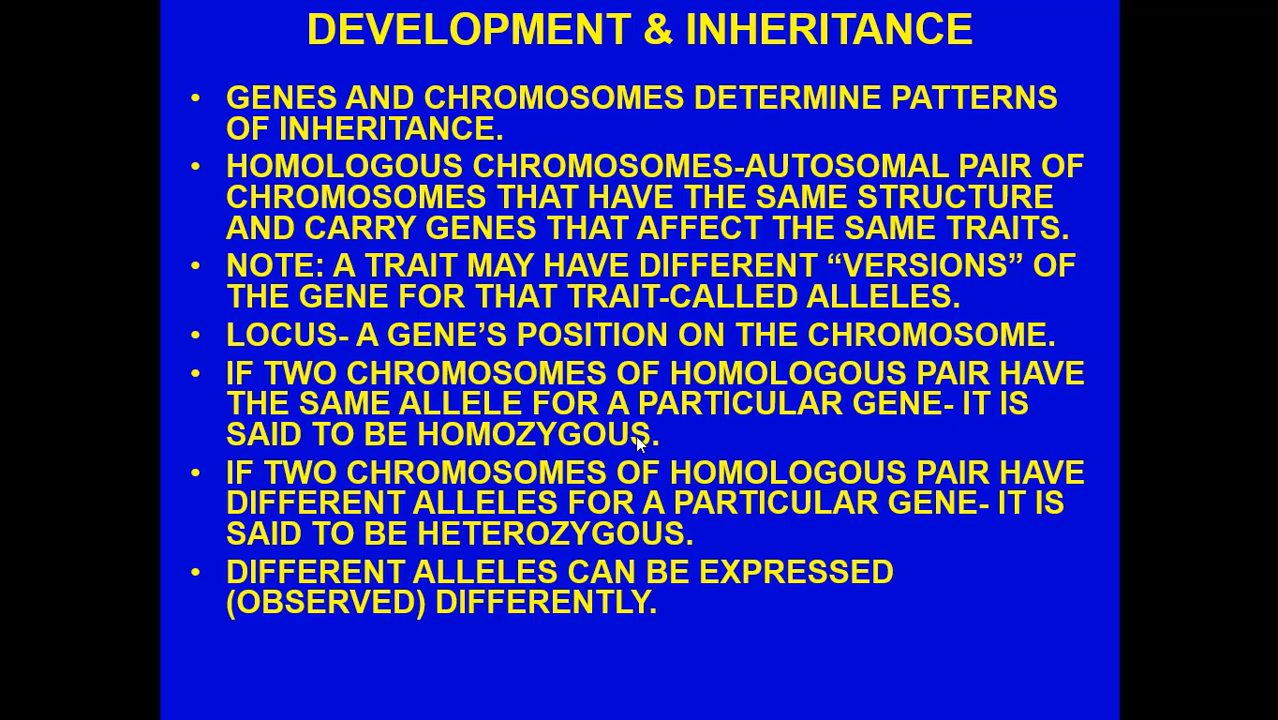 DEVELOPMENT & INHERITANCE
• GENES AND CHROMOSOMES DETERMINE PATTERNS
OF INHERITANCE.
• HOMOLOGOUS CHROMOSOMES-AUTOSOMAL PAIR OF
CHROMOSOMES THAT HAVE THE SAME STRUCTURE
AND CARRY GENES THAT AFFECT THE SAME TRAITS.
• NOTE: A TRAIT MAY HAVE DIFFERENT “VERSIONS” OF
THE GENE FOR THAT TRAIT-CALLED ALLELES.
• LOCUS- A GENE’S POSITION ON THE CHROMOSOME.
• IF TWO CHROMOSOMES OF HOMOLOGOUS PAIR HAVE
THE SAME ALLELE FOR A PARTICULAR GENE- IT IS
SAID TO BE HOMOZYGOUS.
• IF TWO CHROMOSOMES OF HOMOLOGOUS PAIR HAVE
DIFFERENT ALLELES FOR A PARTICULAR GENE- IT IS
SAID TO BE HETEROZYGOUS.
• DIFFERENT ALLELES CAN BE EXPRESSED
(OBSERVED) DIFFERENTLY.